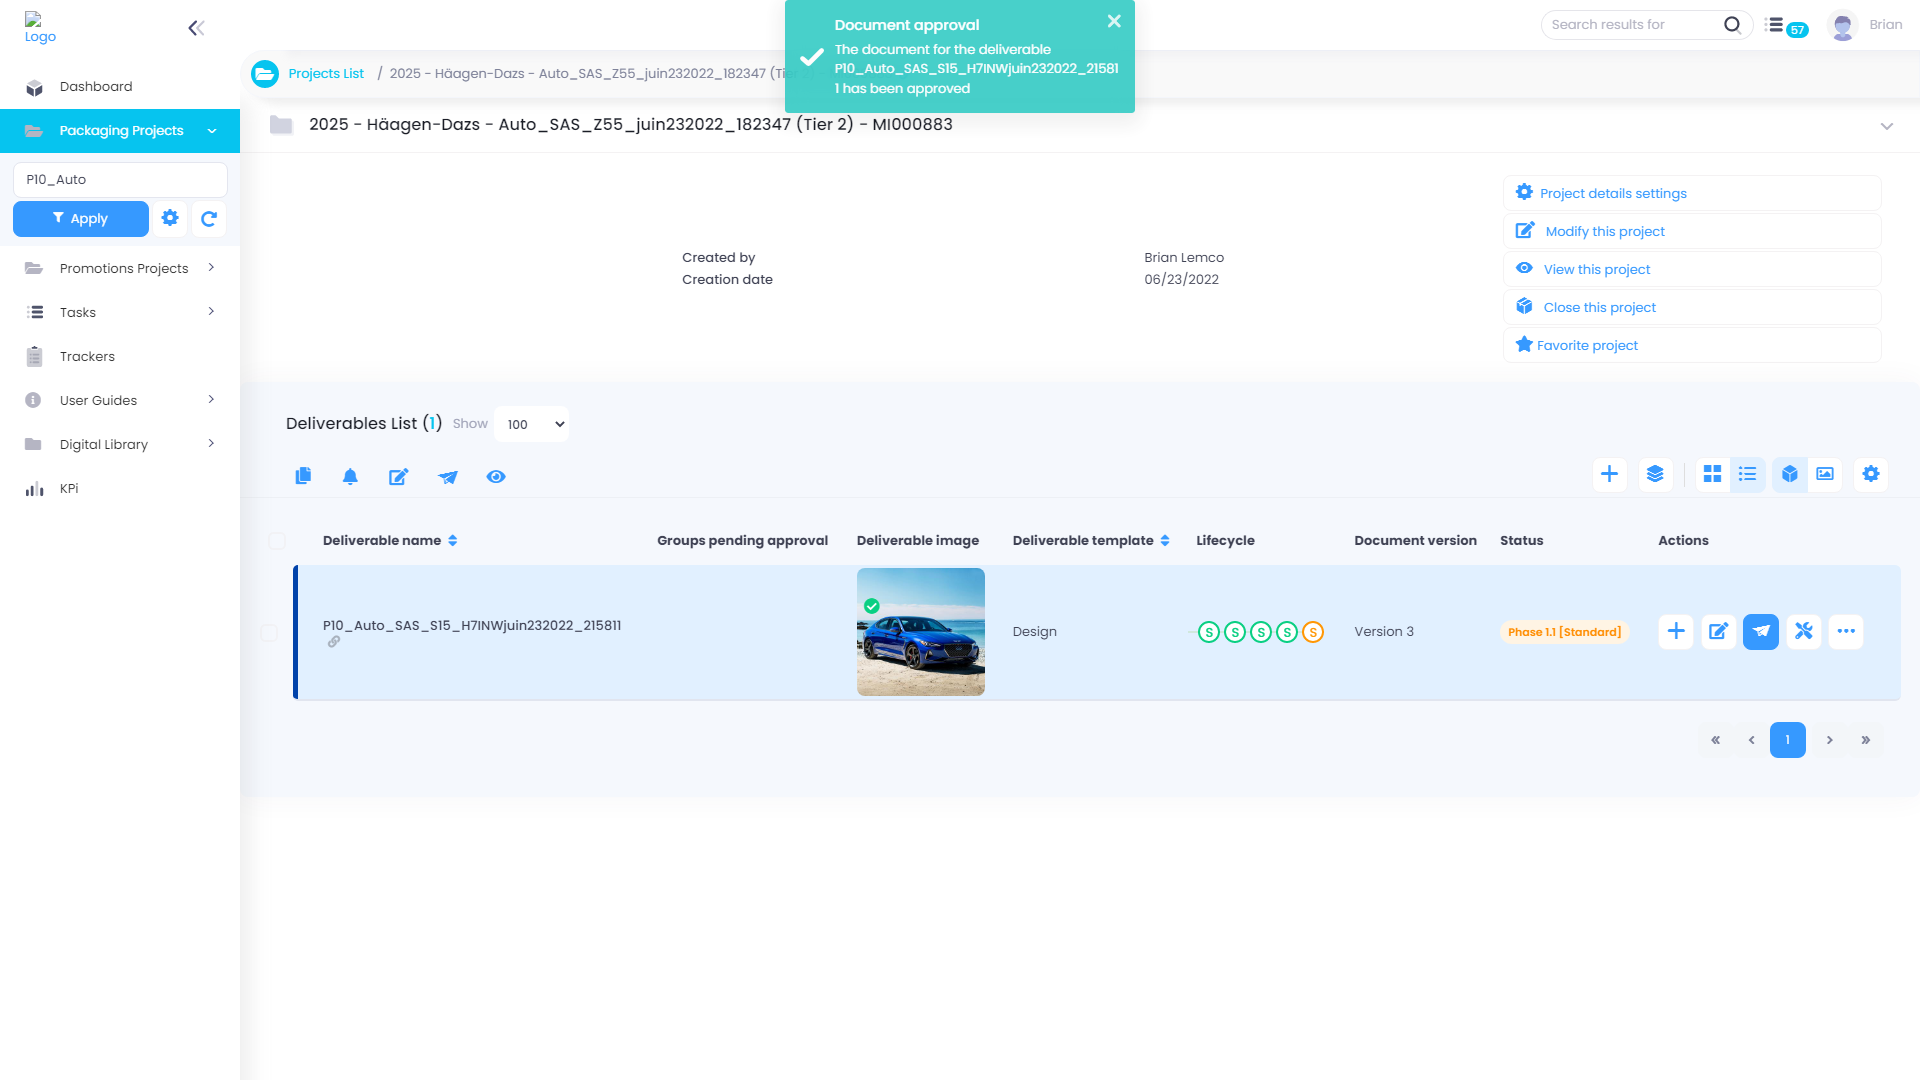 Logo
Dashboard
Packaging Projects
P10_Auto
Apply
Promotions Projects
Tasks
Trackers
User Guides
Digital Library
KPi
Document approval
The document for the deliverable
P10_Auto_SAS_S15_H7INWjuin232022_21581
1 has been approved
Search results for
57
Brian
Projects List / 2025 - Häagen-Dazs - Auto_SAS_Z55_juin232022_182347 (Tier
2025 - Häagen-Dazs - Auto_SAS_Z55_juin232022_182347 (Tier 2) - MI000883
Created by Brian Lemco
Creation date 06/23/2022
Project details settings
Modify this project
View this project
Close this project
Favorite project
Deliverables List (1) Show 100
Deliverable name Groups pending approval Deliverable image Deliverable template Lifecycle Document version Status Actions
P10_Auto_SAS_S15_H7INWjuin232022_215811 Design S S S S S Version 3 Phase 1.1 [Standard]
« ‹ 1 › »